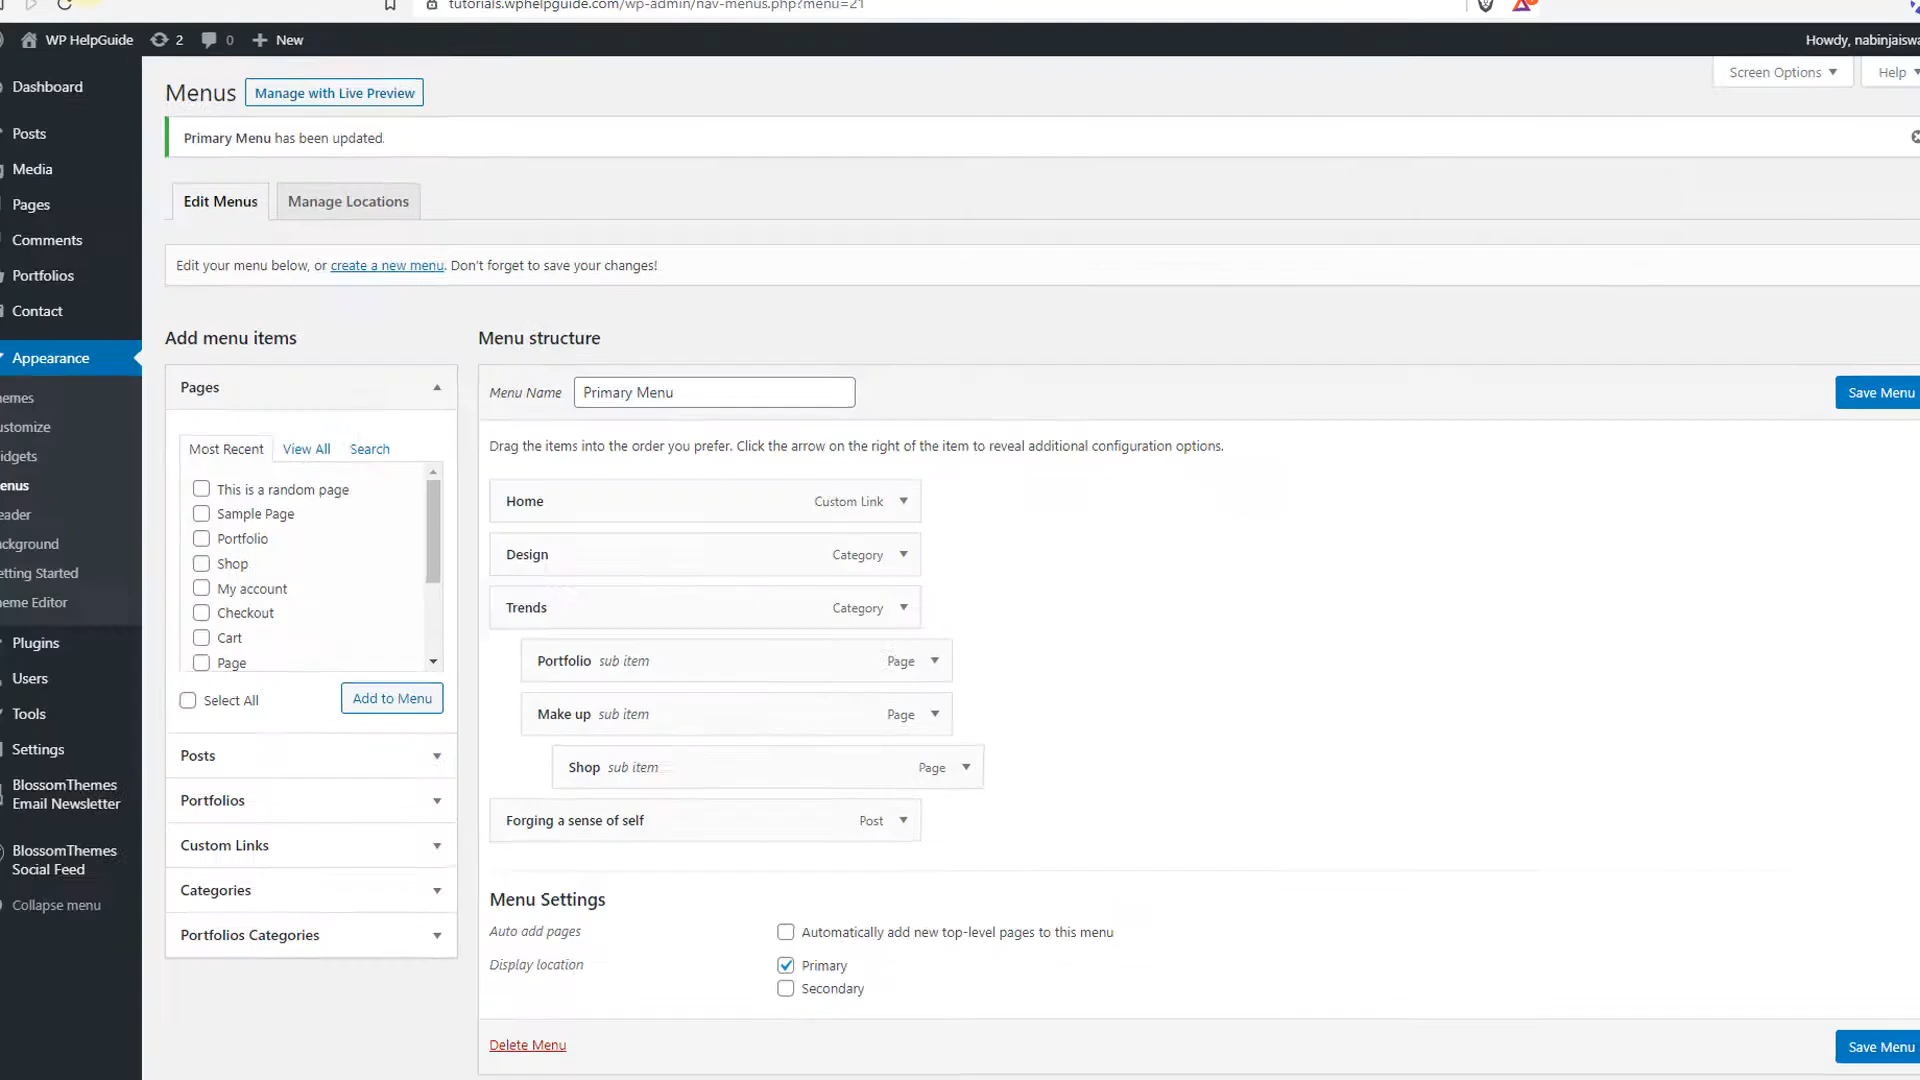 tutorials.wphelpguide.com/wp-admin/nav-menus.php?menu=21
WP HelpGuide 2 0 New
Howdy, nabinjaiswa
Dashboard
Posts
Media
Pages
Comments
Portfolios
Contact
Appearance
hemes
ustomize
idgets
enus
eader
ackground
etting Started
eme Editor
Plugins
Users
Tools
Settings
BlossomThemes
Email Newsletter
BlossomThemes
Social Feed
Collapse menu
Screen Options Help
Menus Manage with Live Preview
Primary Menu has been updated.
Edit Menus Manage Locations
Edit your menu below, or create a new menu. Don't forget to save your changes!
Add menu items
Pages
Most Recent View All Search
This is a random page
Sample Page
Portfolio
Shop
My account
Checkout
Cart
Page
Select All Add to Menu
Posts
Portfolios
Custom Links
Categories
Portfolios Categories
Menu structure
Menu Name Primary Menu Save Menu
Drag the items into the order you prefer. Click the arrow on the right of the item to reveal additional configuration options.
Home Custom Link
Design Category
Trends Category
Portfolio sub item Page
Make up sub item Page
Shop sub item Page
Forging a sense of self Post
Menu Settings
Auto add pages Automatically add new top-level pages to this menu
Display location Primary
Secondary
Delete Menu Save Menu